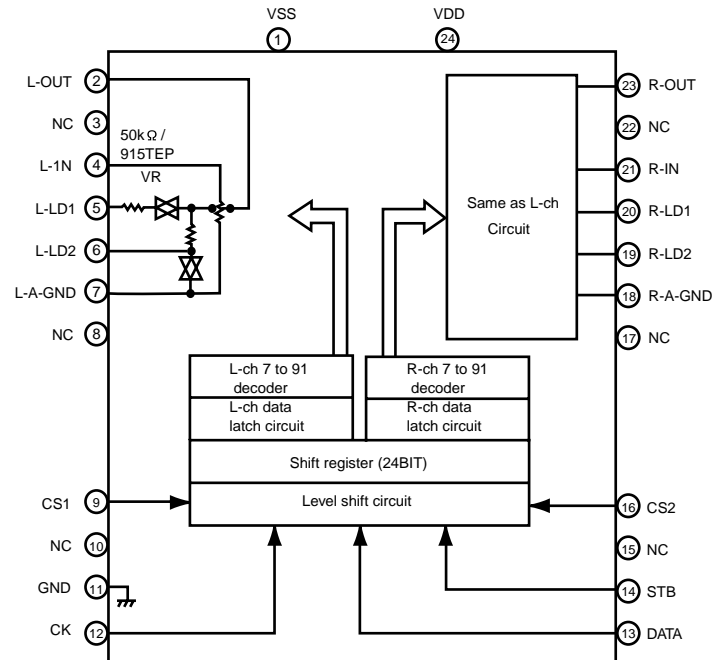 VSS
1
VDD
24
L-OUT 2
NC 3
50kΩ /
915TEP
VR
L-1N 4
L-LD1 5
L-LD2 6
L-A-GND 7
NC 8
23 R-OUT
22 NC
21 R-IN
20 R-LD1
19 R-LD2
18 R-A-GND
17 NC
Same as L-ch
Circuit
L-ch 7 to 91
decoder
L-ch data
latch circuit
R-ch 7 to 91
decoder
R-ch data
latch circuit
Shift register (24BIT)
Level shift circuit
CS1 9
NC 10
GND 11
CK 12
16 CS2
15 NC
14 STB
13 DATA